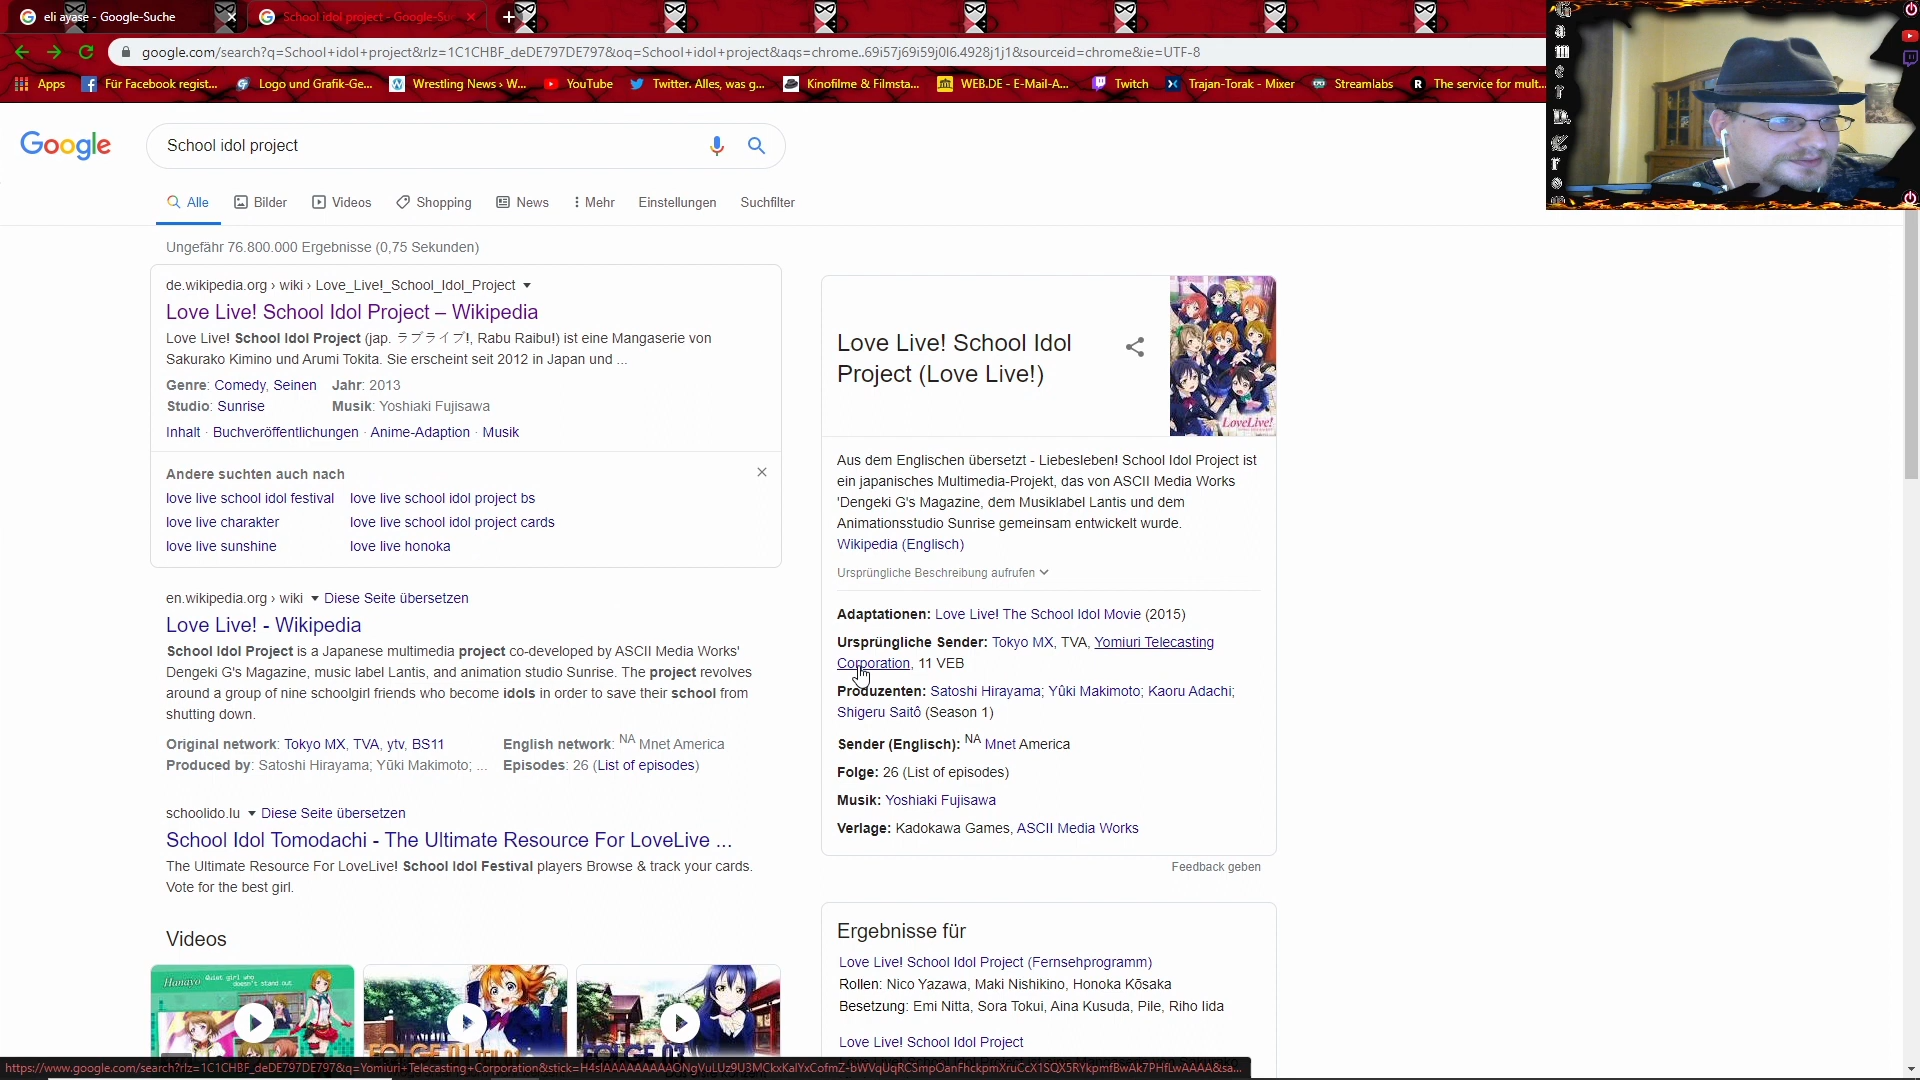 eli ayase - Google-Suche
School idol project - Google-Suc
google.com/search?q=School+idol+project&rlz=1C1CHBF_deDE797DE797&oq=School+idol+project&aqs=chrome..69i57j69i59j0l6.4928j1j1&sourceid=chrome&ie=UTF-8
Apps Für Facebook regist... Logo und Grafik-Ge... Wrestling News › W... YouTube Twitter. Alles, was g... Kinofilme & Filmsta... WEB.DE - E-Mail-A... Twitch Trajan-Torak - Mixer Streamlabs The service for mult...
Google
School idol project
Alle Bilder Videos Shopping News Mehr Einstellungen Suchfilter
Ungefähr 76.800.000 Ergebnisse (0,75 Sekunden)
de.wikipedia.org › wiki › Love_Live!_School_Idol_Project
Love Live! School Idol Project – Wikipedia
Love Live! School Idol Project (jap. ラブライブ!, Rabu Raibu!) ist eine Mangaserie von
Sakurako Kimino und Arumi Tokita. Sie erscheint seit 2012 in Japan und ...
Genre: Comedy, Seinen Jahr: 2013
Studio: Sunrise Musik: Yoshiaki Fujisawa
Inhalt · Buchveröffentlichungen · Anime-Adaption · Musik
Andere suchten auch nach
love live school idol festival love live school idol project bs
love live charakter love live school idol project cards
love live sunshine love live honoka
en.wikipedia.org › wiki Diese Seite übersetzen
Love Live! - Wikipedia
School Idol Project is a Japanese multimedia project co-developed by ASCII Media Works'
Dengeki G's Magazine, music label Lantis, and animation studio Sunrise. The project revolves
around a group of nine schoolgirl friends who become idols in order to save their school from
shutting down.
Original network: Tokyo MX, TVA, ytv, BS11 English network: NA Mnet America
Produced by: Satoshi Hirayama; Yūki Makimoto; ... Episodes: 26 (List of episodes)
schoolido.lu Diese Seite übersetzen
School Idol Tomodachi - The Ultimate Resource For LoveLive ...
The Ultimate Resource For LoveLive! School Idol Festival players Browse & track your cards.
Vote for the best girl.
Videos
Hanayo Quiet girl who
doesn't stand out
FOLGE 01
FOLGE 03
Love Live! School Idol
Project (Love Live!)
LoveLive!
Aus dem Englischen übersetzt - Liebesleben! School Idol Project ist
ein japanisches Multimedia-Projekt, das von ASCII Media Works
'Dengeki G's Magazine, dem Musiklabel Lantis und dem
Animationsstudio Sunrise gemeinsam entwickelt wurde.
Wikipedia (Englisch)
Ursprüngliche Beschreibung aufrufen
Adaptationen: Love Live! The School Idol Movie (2015)
Ursprüngliche Sender: Tokyo MX, TVA, Yomiuri Telecasting
Corporation, 11 VEB
Produzenten: Satoshi Hirayama; Yûki Makimoto; Kaoru Adachi;
Shigeru Saitô (Season 1)
Sender (Englisch): NA Mnet America
Folge: 26 (List of episodes)
Musik: Yoshiaki Fujisawa
Verlage: Kadokawa Games, ASCII Media Works
Feedback geben
Ergebnisse für
Love Live! School Idol Project (Fernsehprogramm)
Rollen: Nico Yazawa, Maki Nishikino, Honoka Kōsaka
Besetzung: Emi Nitta, Sora Tokui, Aina Kusuda, Pile, Riho Iida
Love Live! School Idol Project